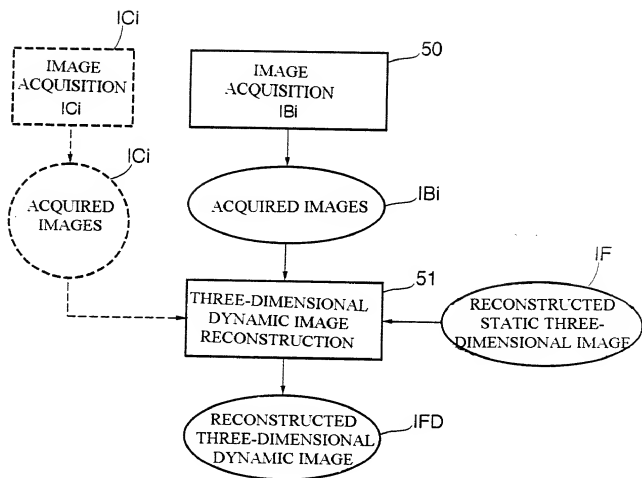 ICi
50
IMAGE
ACQUISITION
ICi
IMAGE
ACQUISITION
IBi
ICi
IBi
ACQUIRED
IMAGES
ACQUIRED IMAGES
51
IF
THREE-DIMENSIONAL
DYNAMIC IMAGE
RECONSTRUCTION
RECONSTRUCTED
STATIC THREE-
DIMENSIONAL IMAGE
IFD
RECONSTRUCTED
THREE-DIMENSIONAL
DYNAMIC IMAGE